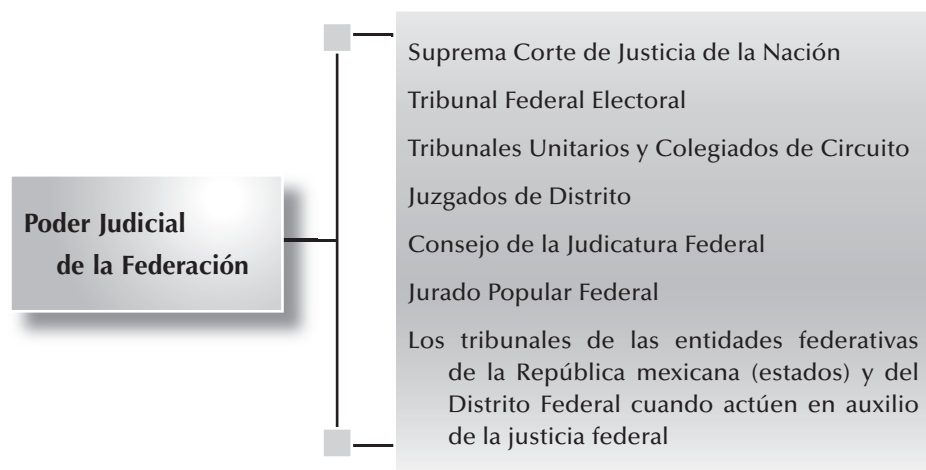 Poder Judicial
de la Federación
Suprema Corte de Justicia de la Nación
Tribunal Federal Electoral
Tribunales Unitarios y Colegiados de Circuito
Juzgados de Distrito
Consejo de la Judicatura Federal
Jurado Popular Federal
Los tribunales de las entidades federativas
de la República mexicana (estados) y del
Distrito Federal cuando actúen en auxilio
de la justicia federal